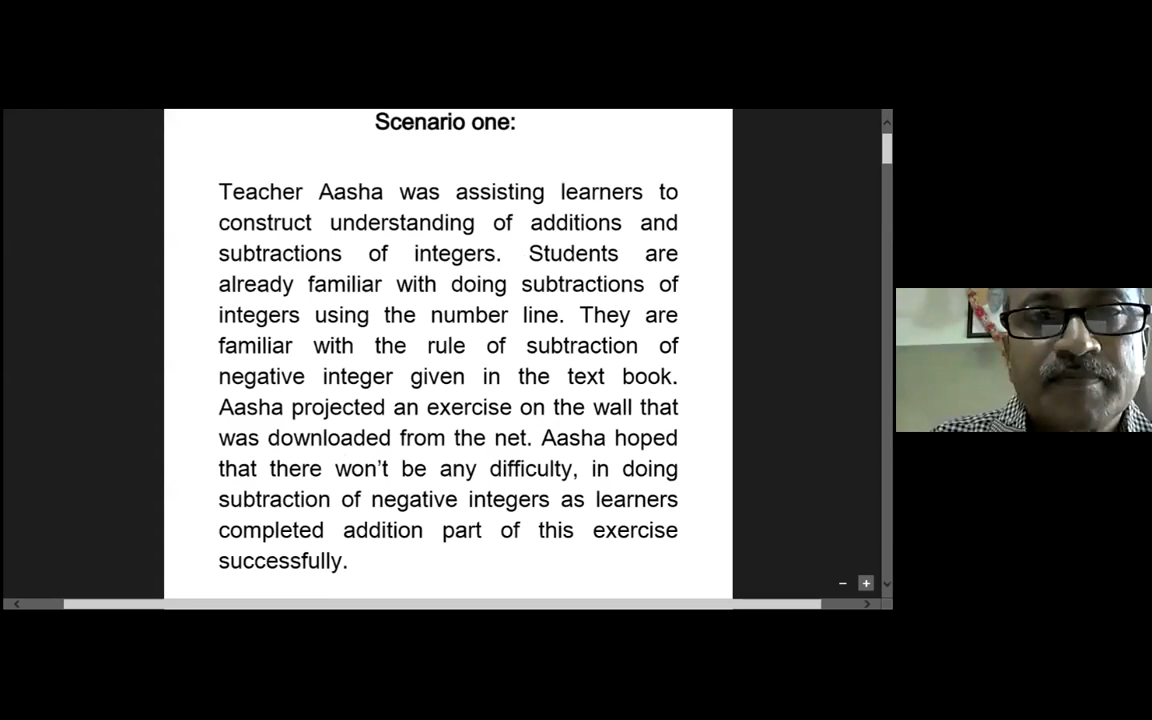 Scenario one:
Teacher Aasha was assisting learners to
construct understanding of additions and
subtractions of integers. Students are
already familiar with doing subtractions of
integers using the number line. They are
familiar with the rule of subtraction of
negative integer given in the text book.
Aasha projected an exercise on the wall that
was downloaded from the net. Aasha hoped
that there won't be any difficulty, in doing
subtraction of negative integers as learners
completed addition part of this exercise
successfully.